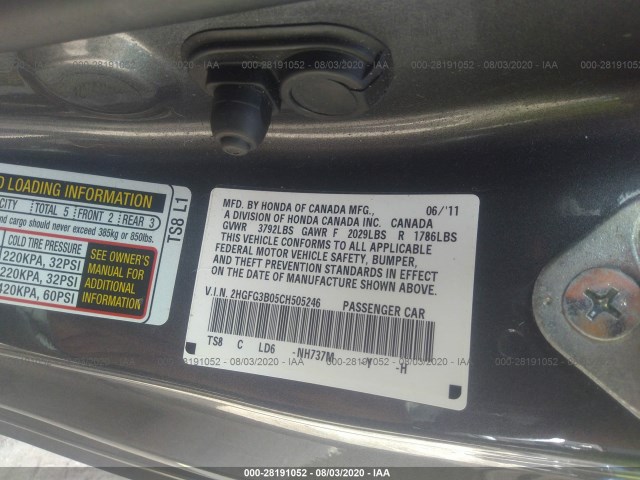 000-28191052 - 08/03/2020 - IAA
LOADING INFORMATION
TOTAL 5 FRONT 2 REAR 3
and cargo should never exceed 385kg or 850lbs.
COLD TIRE PRESSURE
220KPA, 32PSI
220KPA, 32PSI
420KPA, 60PSI
SEE OWNER'S
MANUAL FOR
ADDITIONAL
INFORMATION
TS8 L1
MFD. BY HONDA OF CANADA MFG., 06/'11
A DIVISION OF HONDA CANADA INC. CANADA
GVWR 3792LBS GAWR F 2029LBS R 1786LBS
THIS VEHICLE CONFORMS TO ALL APPLICABLE
FEDERAL MOTOR VEHICLE SAFETY, BUMPER,
AND THEFT PREVENTION STANDARDS IN EFFECT
ON THE DATE OF MANUFACTURE SHOWN ABOVE.
V.I.N. 2HGFG3B05CH505246 PASSENGER CAR
TS8 C LD6 -NH737M -Y -H
000-28191052 - 08/03/2020 - IAA